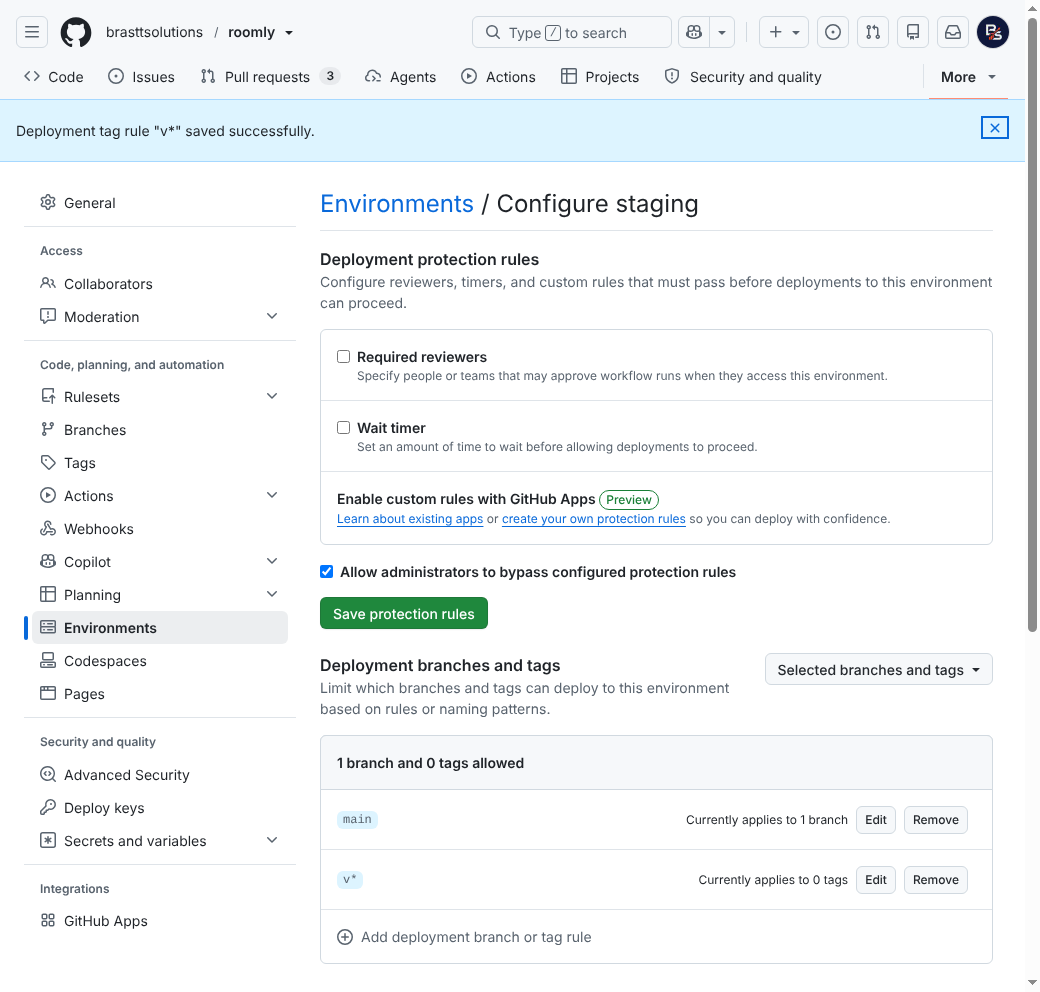 brasttsolutions / roomly
Type / to search
Code
Issues
Pull requests 3
Agents
Actions
Projects
Security and quality
More
Deployment tag rule "v*" saved successfully.
General
Access
Collaborators
Moderation
Code, planning, and automation
Rulesets
Branches
Tags
Actions
Webhooks
Copilot
Planning
Environments
Codespaces
Pages
Security and quality
Advanced Security
Deploy keys
Secrets and variables
Integrations
GitHub Apps
Environments / Configure staging
Deployment protection rules
Configure reviewers, timers, and custom rules that must pass before deployments to this environment
can proceed.
Required reviewers
Specify people or teams that may approve workflow runs when they access this environment.
Wait timer
Set an amount of time to wait before allowing deployments to proceed.
Enable custom rules with GitHub Apps Preview
Learn about existing apps or create your own protection rules so you can deploy with confidence.
Allow administrators to bypass configured protection rules
Save protection rules
Deployment branches and tags
Selected branches and tags
Limit which branches and tags can deploy to this environment
based on rules or naming patterns.
1 branch and 0 tags allowed
main Currently applies to 1 branch Edit Remove
v* Currently applies to 0 tags Edit Remove
Add deployment branch or tag rule